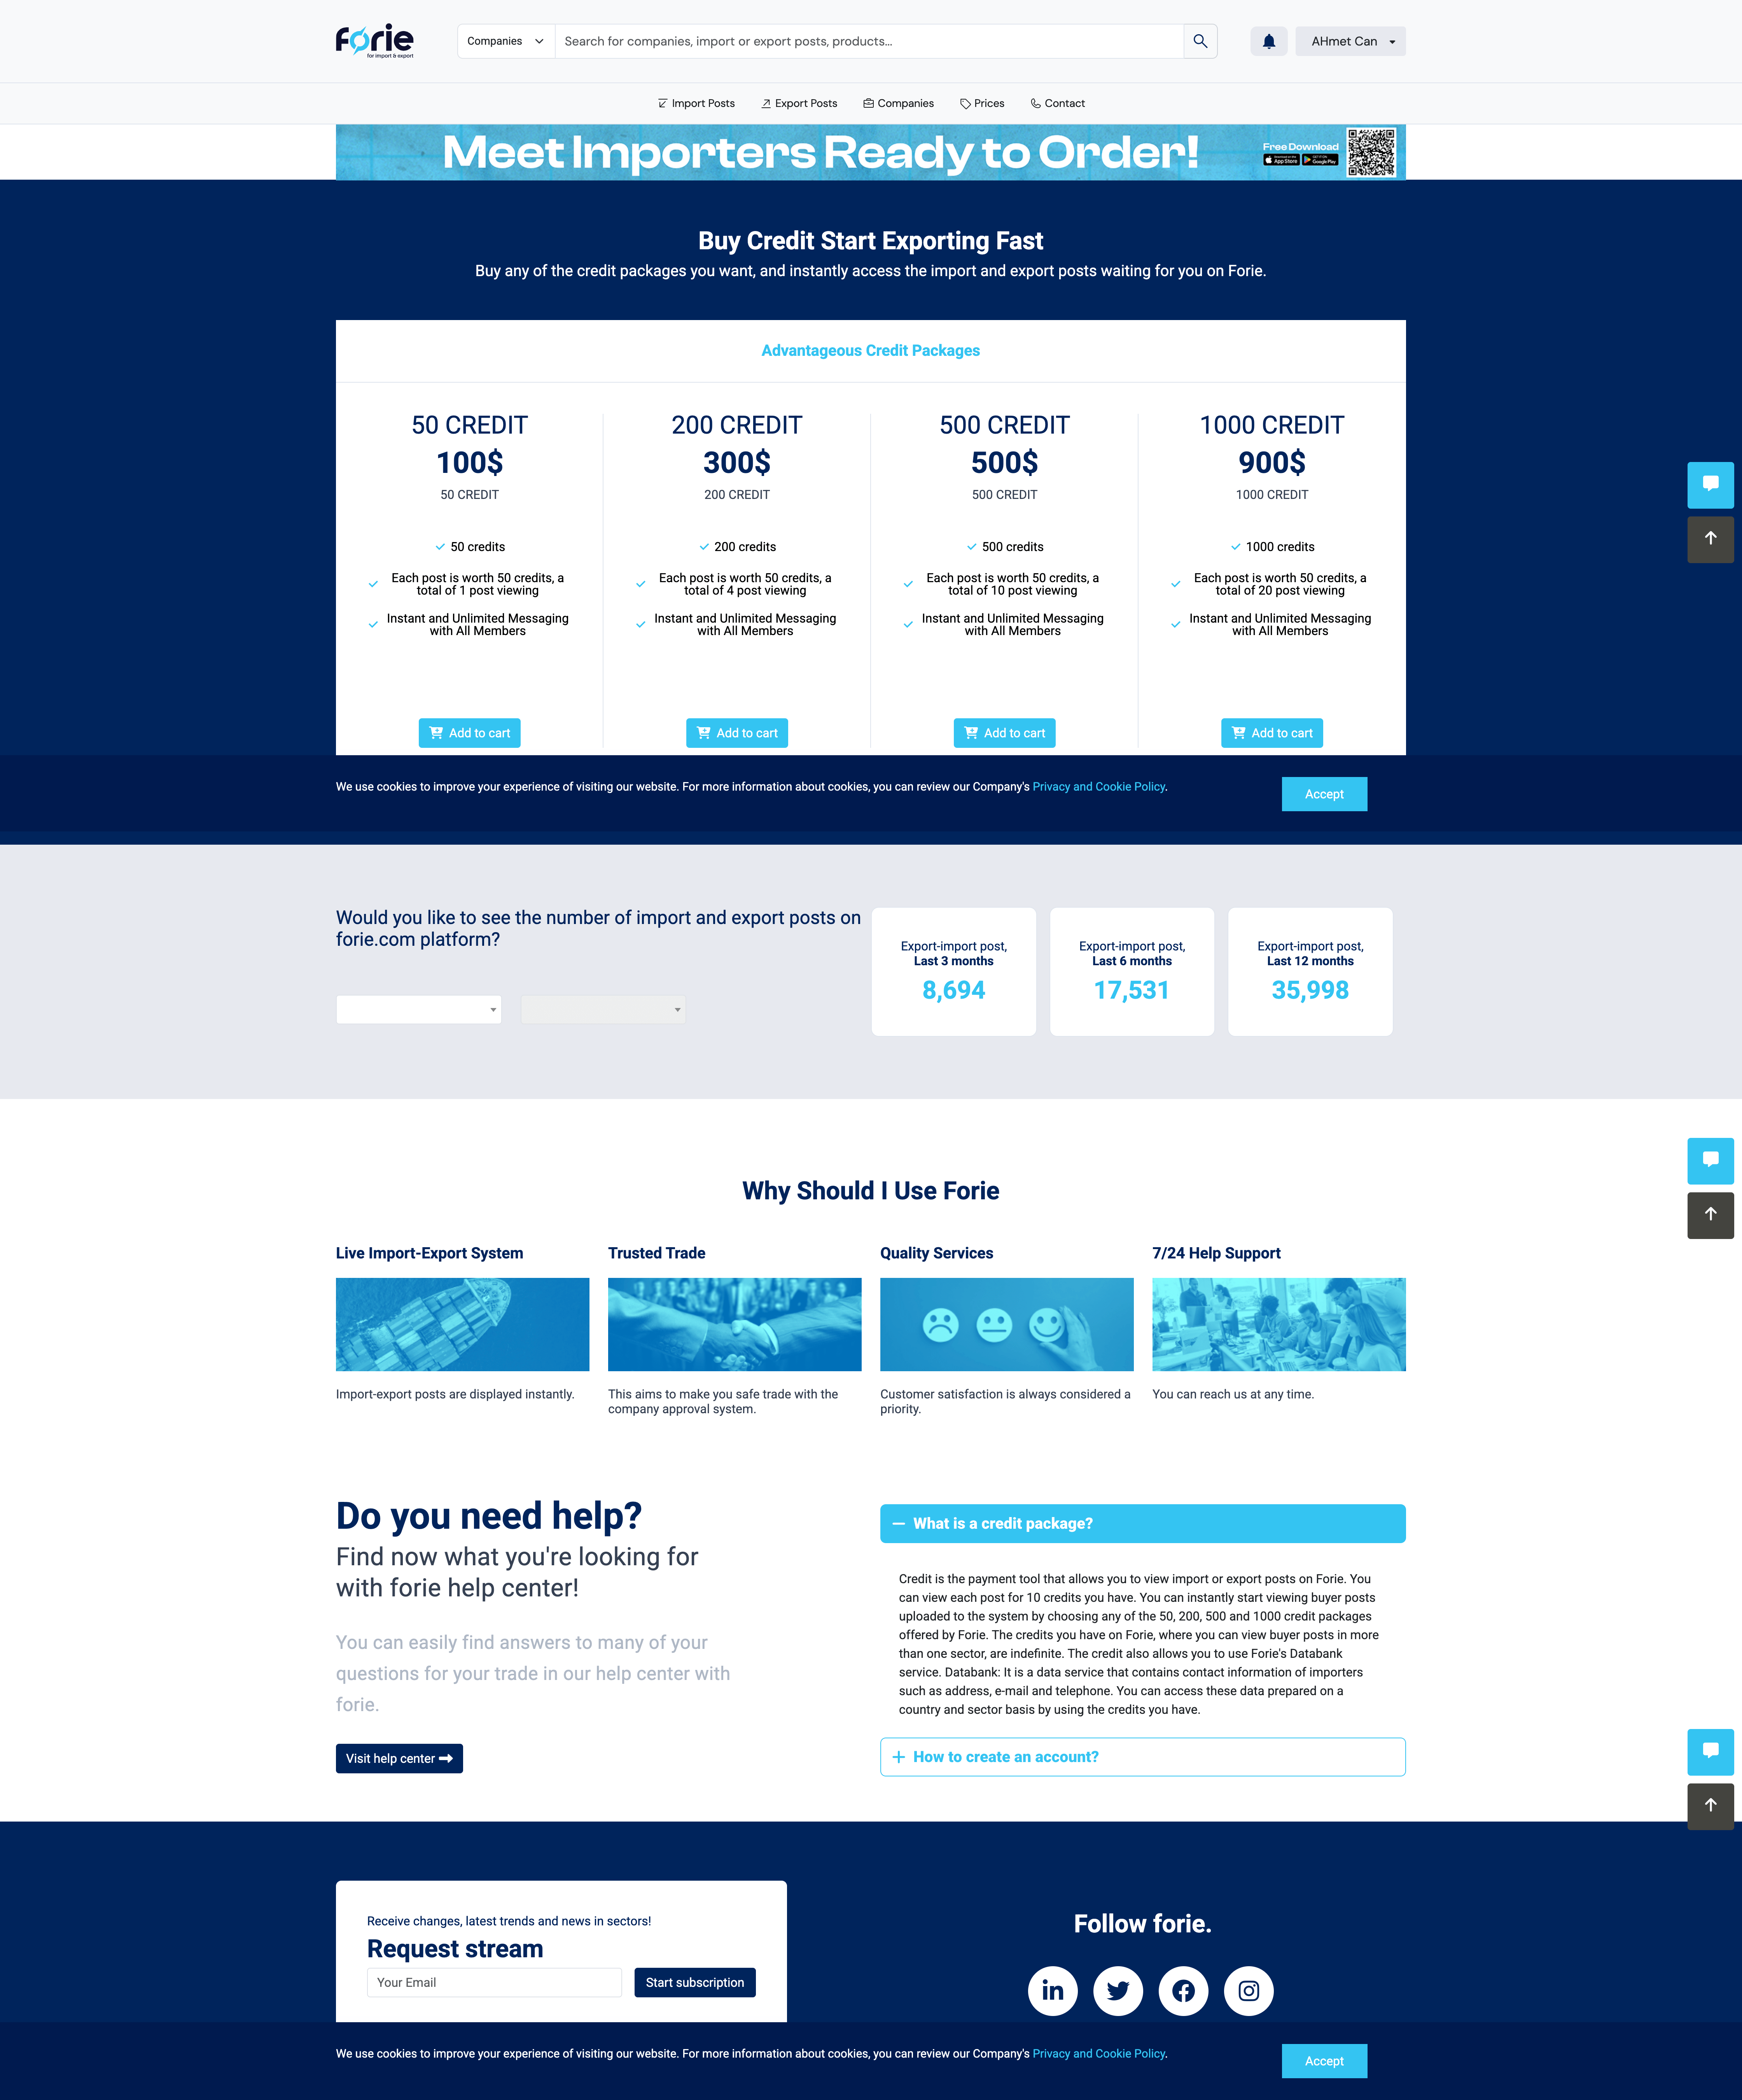 forie
for import & export
Companies
Search for companies, import or export posts, products...
AHmet Can
Import Posts
Export Posts
Companies
Prices
Contact
Meet Importers Ready to Order!
Free Download
App Store
Google Play
Buy Credit Start Exporting Fast
Buy any of the credit packages you want, and instantly access the import and export posts waiting for you on Forie.
Advantageous Credit Packages
50 CREDIT
100$
50 CREDIT
50 credits
Each post is worth 50 credits, a
total of 1 post viewing
Instant and Unlimited Messaging
with All Members
Add to cart
200 CREDIT
300$
200 CREDIT
200 credits
Each post is worth 50 credits, a
total of 4 post viewing
Instant and Unlimited Messaging
with All Members
Add to cart
500 CREDIT
500$
500 CREDIT
500 credits
Each post is worth 50 credits, a
total of 10 post viewing
Instant and Unlimited Messaging
with All Members
Add to cart
1000 CREDIT
900$
1000 CREDIT
1000 credits
Each post is worth 50 credits, a
total of 20 post viewing
Instant and Unlimited Messaging
with All Members
Add to cart
We use cookies to improve your experience of visiting our website. For more information about cookies, you can review our Company's Privacy and Cookie Policy.
Accept
Would you like to see the number of import and export posts on
forie.com platform?
Export-import post,
Last 3 months
8,694
Export-import post,
Last 6 months
17,531
Export-import post,
Last 12 months
35,998
Why Should I Use Forie
Live Import-Export System
Import-export posts are displayed instantly.
Trusted Trade
This aims to make you safe trade with the
company approval system.
Quality Services
Customer satisfaction is always considered a
priority.
7/24 Help Support
You can reach us at any time.
Do you need help?
Find now what you're looking for
with forie help center!
You can easily find answers to many of your
questions for your trade in our help center with
forie.
Visit help center
What is a credit package?
Credit is the payment tool that allows you to view import or export posts on Forie. You
can view each post for 10 credits you have. You can instantly start viewing buyer posts
uploaded to the system by choosing any of the 50, 200, 500 and 1000 credit packages
offered by Forie. The credits you have on Forie, where you can view buyer posts in more
than one sector, are indefinite. The credit also allows you to use Forie's Databank
service. Databank: It is a data service that contains contact information of importers
such as address, e-mail and telephone. You can access these data prepared on a
country and sector basis by using the credits you have.
How to create an account?
Receive changes, latest trends and news in sectors!
Request stream
Your Email
Start subscription
Follow forie.
We use cookies to improve your experience of visiting our website. For more information about cookies, you can review our Company's Privacy and Cookie Policy.
Accept